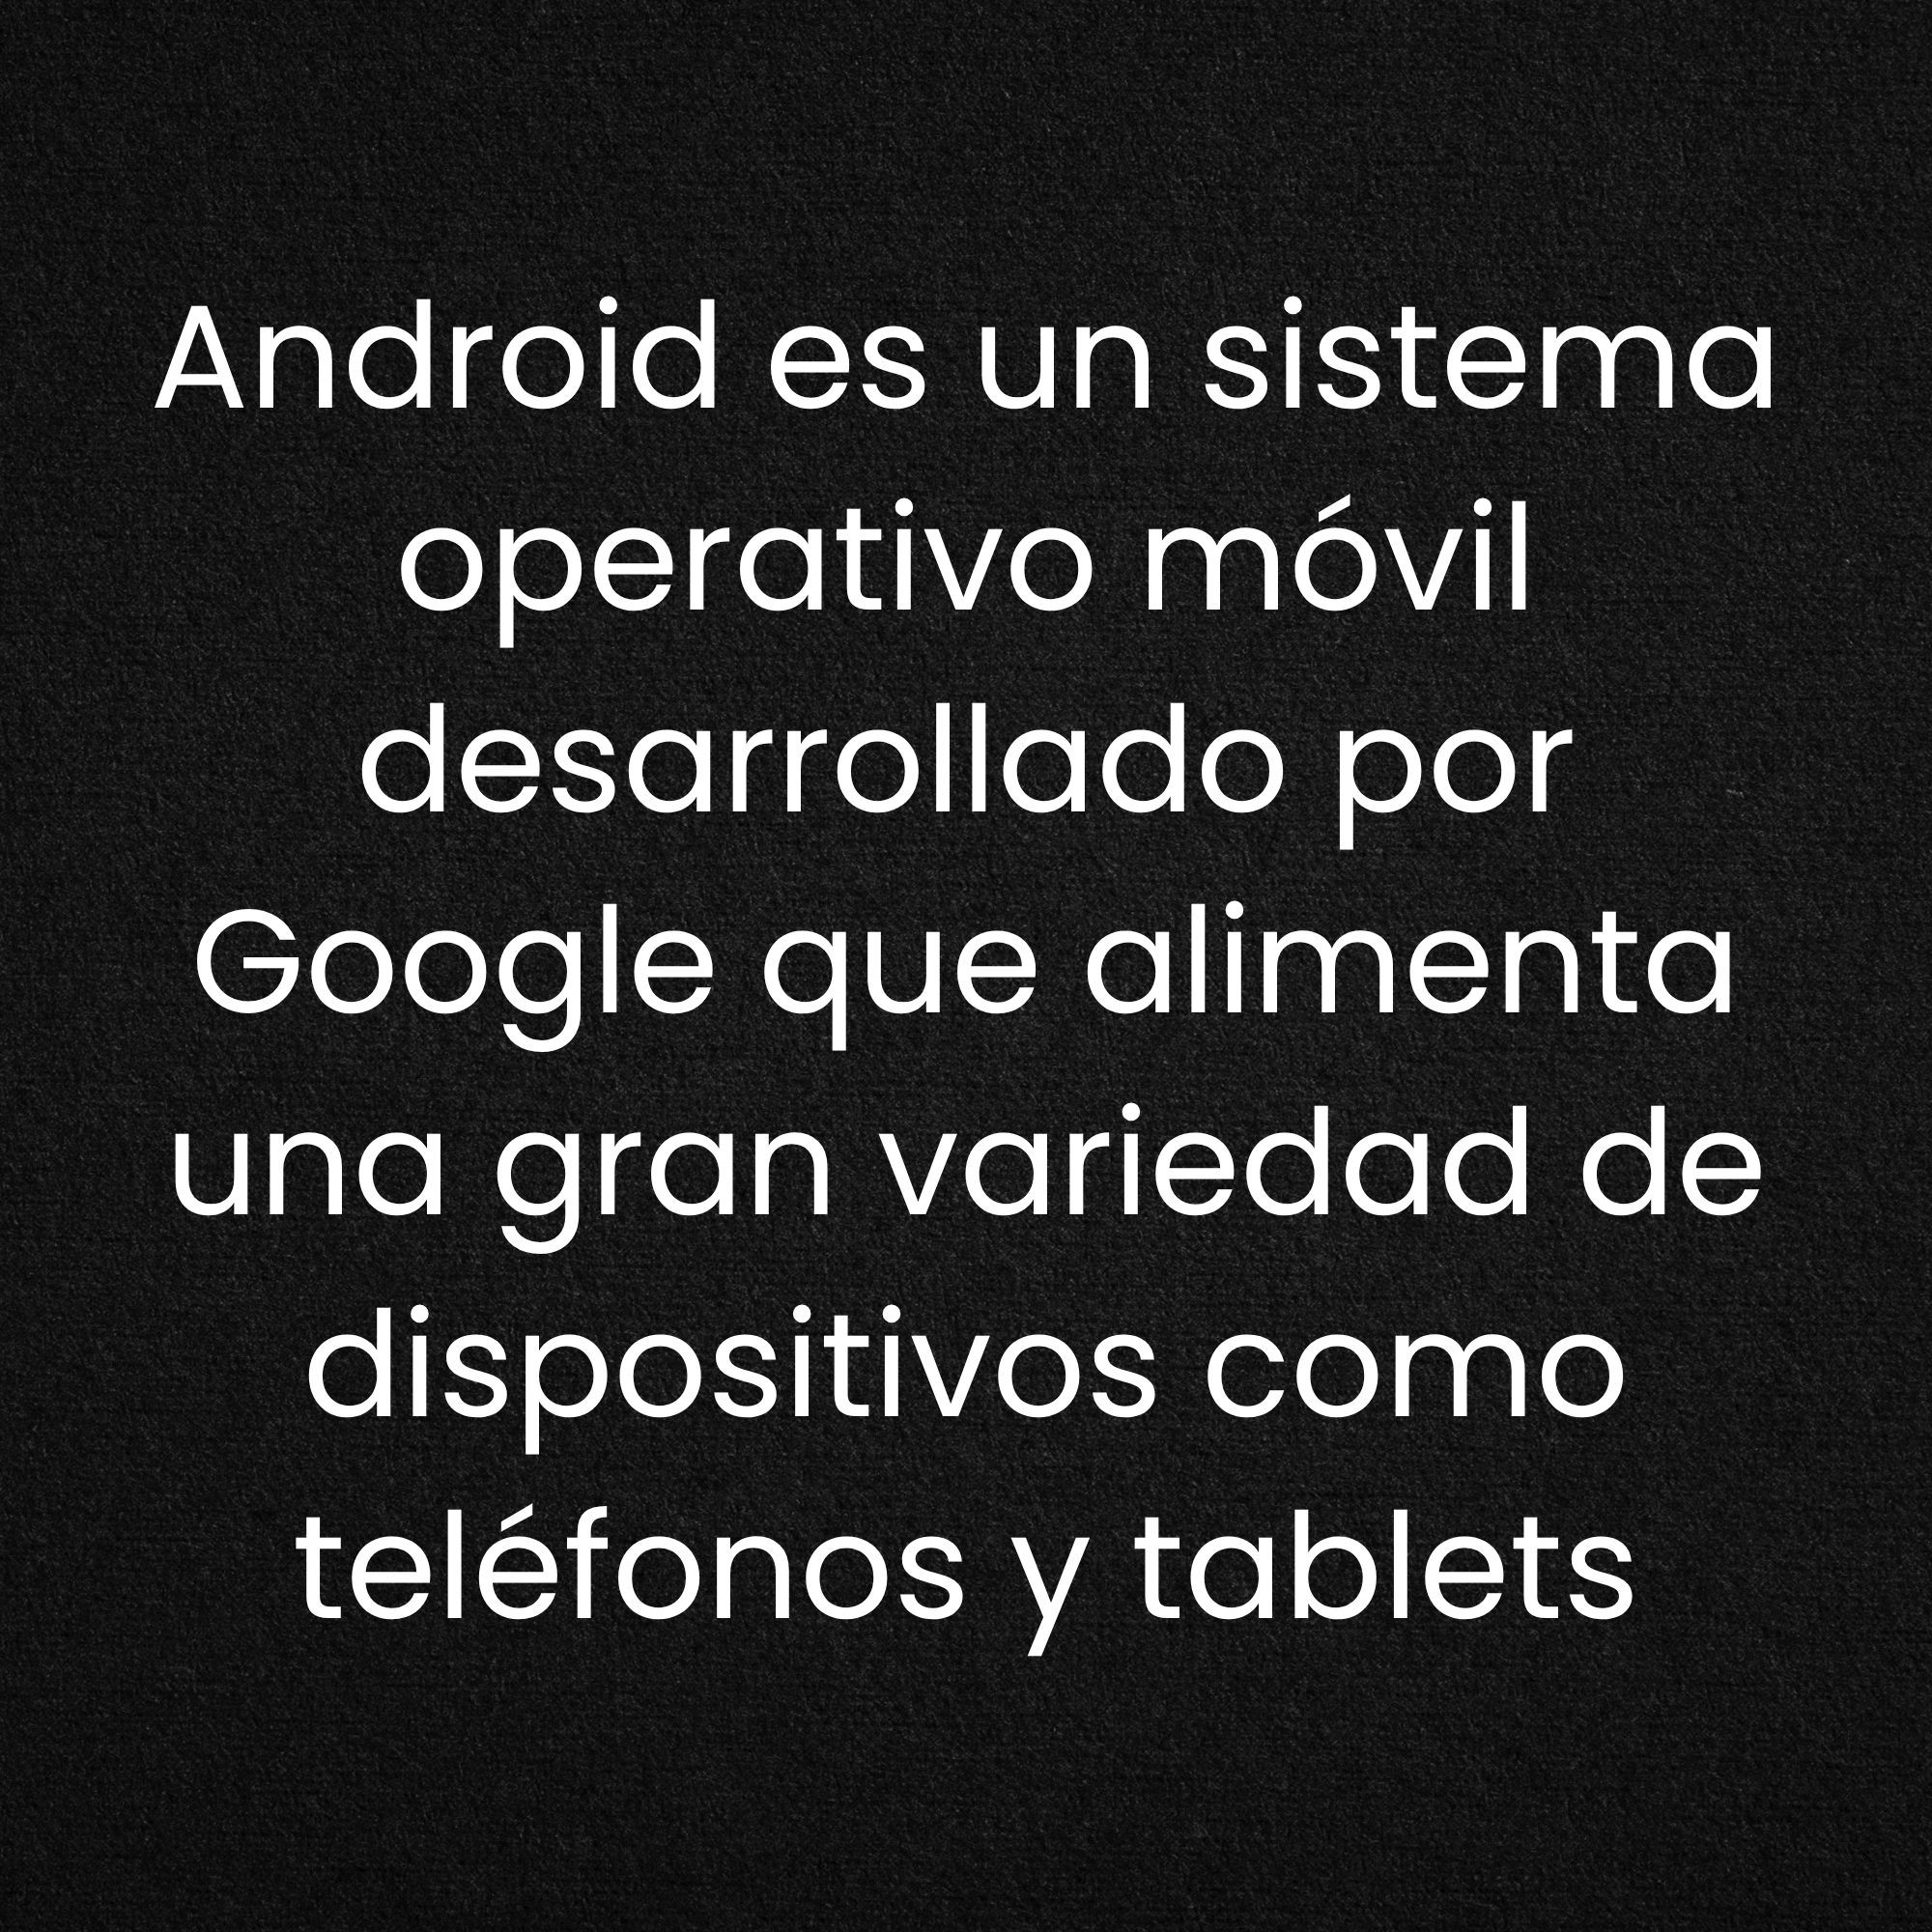 Android es un sistema
operativo móvil
desarrollado por
Google que alimenta
una gran variedad de
dispositivos como
teléfonos y tablets